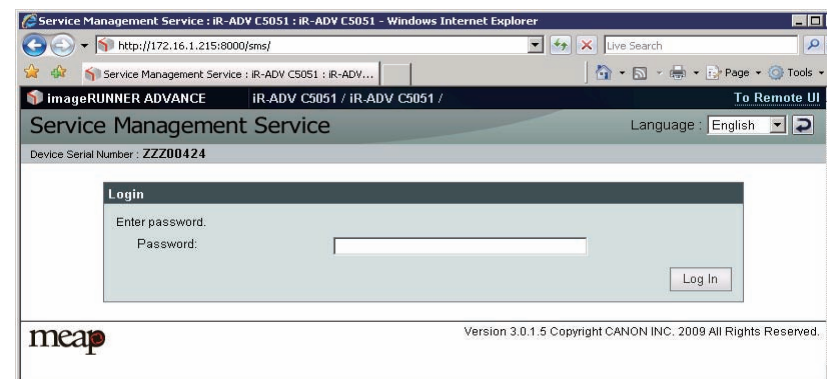 Service Management Service : iR-ADV C5051 : iR-ADV C5051 - Windows Internet Explorer
http://172.16.1.215:8000/sms/
Live Search
Service Management Service : iR-ADV C5051 : iR-ADV...
Page
Tools
imageRUNNER ADVANCE
iR-ADV C5051 / iR-ADV C5051 /
To Remote UI
Service Management Service
Language : English
Device Serial Number : ZZZ00424
Login
Enter password.
Password:
Log In
meap
Version 3.0.1.5 Copyright CANON INC. 2009 All Rights Reserved.